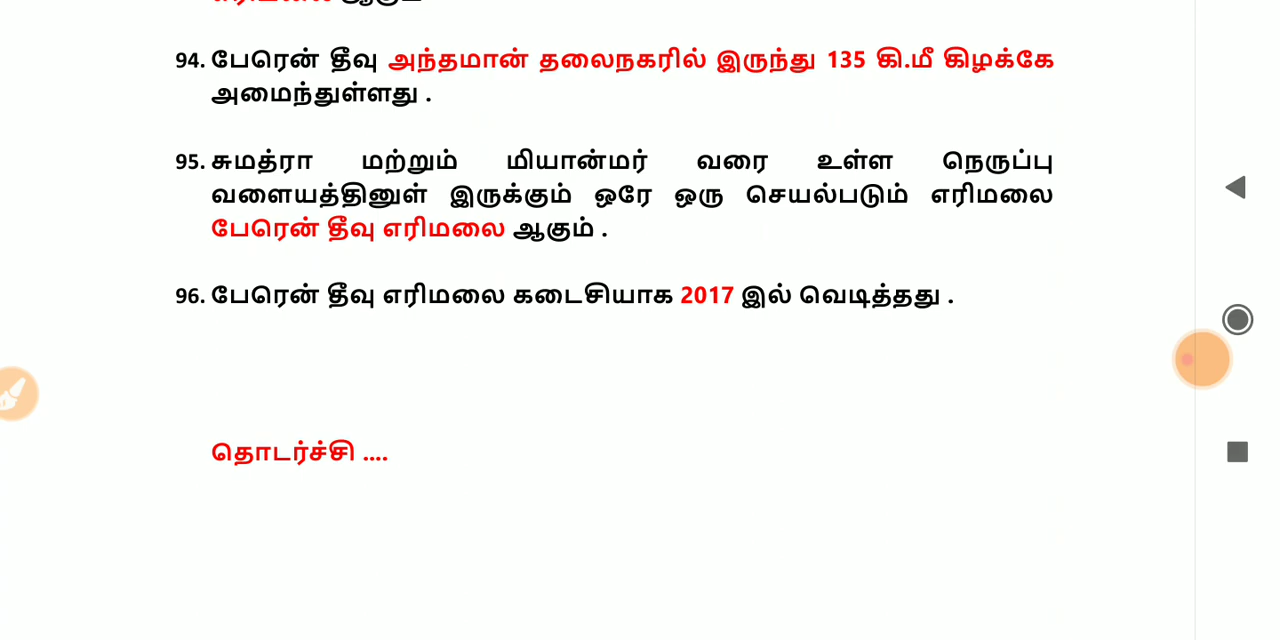 94. பேரென் தீவு அந்தமான் தலைநகரில் இருந்து 135 கி.மீ கிழக்கே
அமைந்துள்ளது .
95. சுமத்ரா மற்றும் மியான்மர் வரை உள்ள நெருப்பு
வளையத்தினுள் இருக்கும் ஒரே ஒரு செயல்படும் எரிமலை
பேரென் தீவு எரிமலை ஆகும் .
96. பேரென் தீவு எரிமலை கடைசியாக 2017 இல் வெடித்தது .
தொடர்ச்சி ....